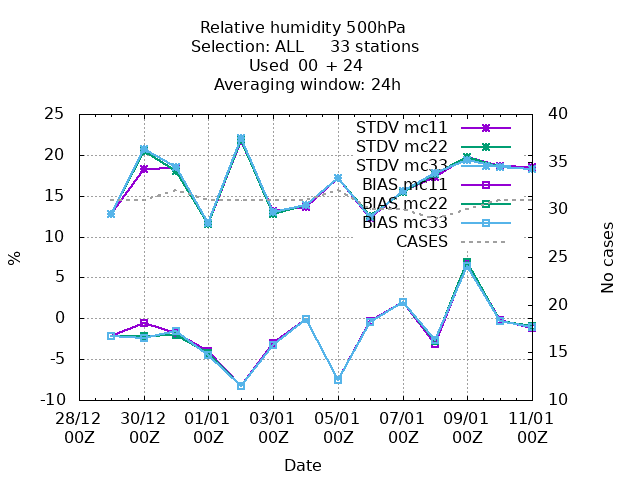 Relative humidity 500hPa
Selection: ALL 33 stations
Used 00 + 24
Averaging window: 24h
25 40
STDV mc11
STDV mc22
20 35
STDV mc33
BIAS mc11
15 BIAS mc22 30
BIAS mc33
10 CASES
25
5
20
0
-5 15
-10 10
28/12 30/12 01/01 03/01 05/01 07/01 09/01 11/01
00Z 00Z 00Z 00Z 00Z 00Z 00Z 00Z
Date
%
No cases